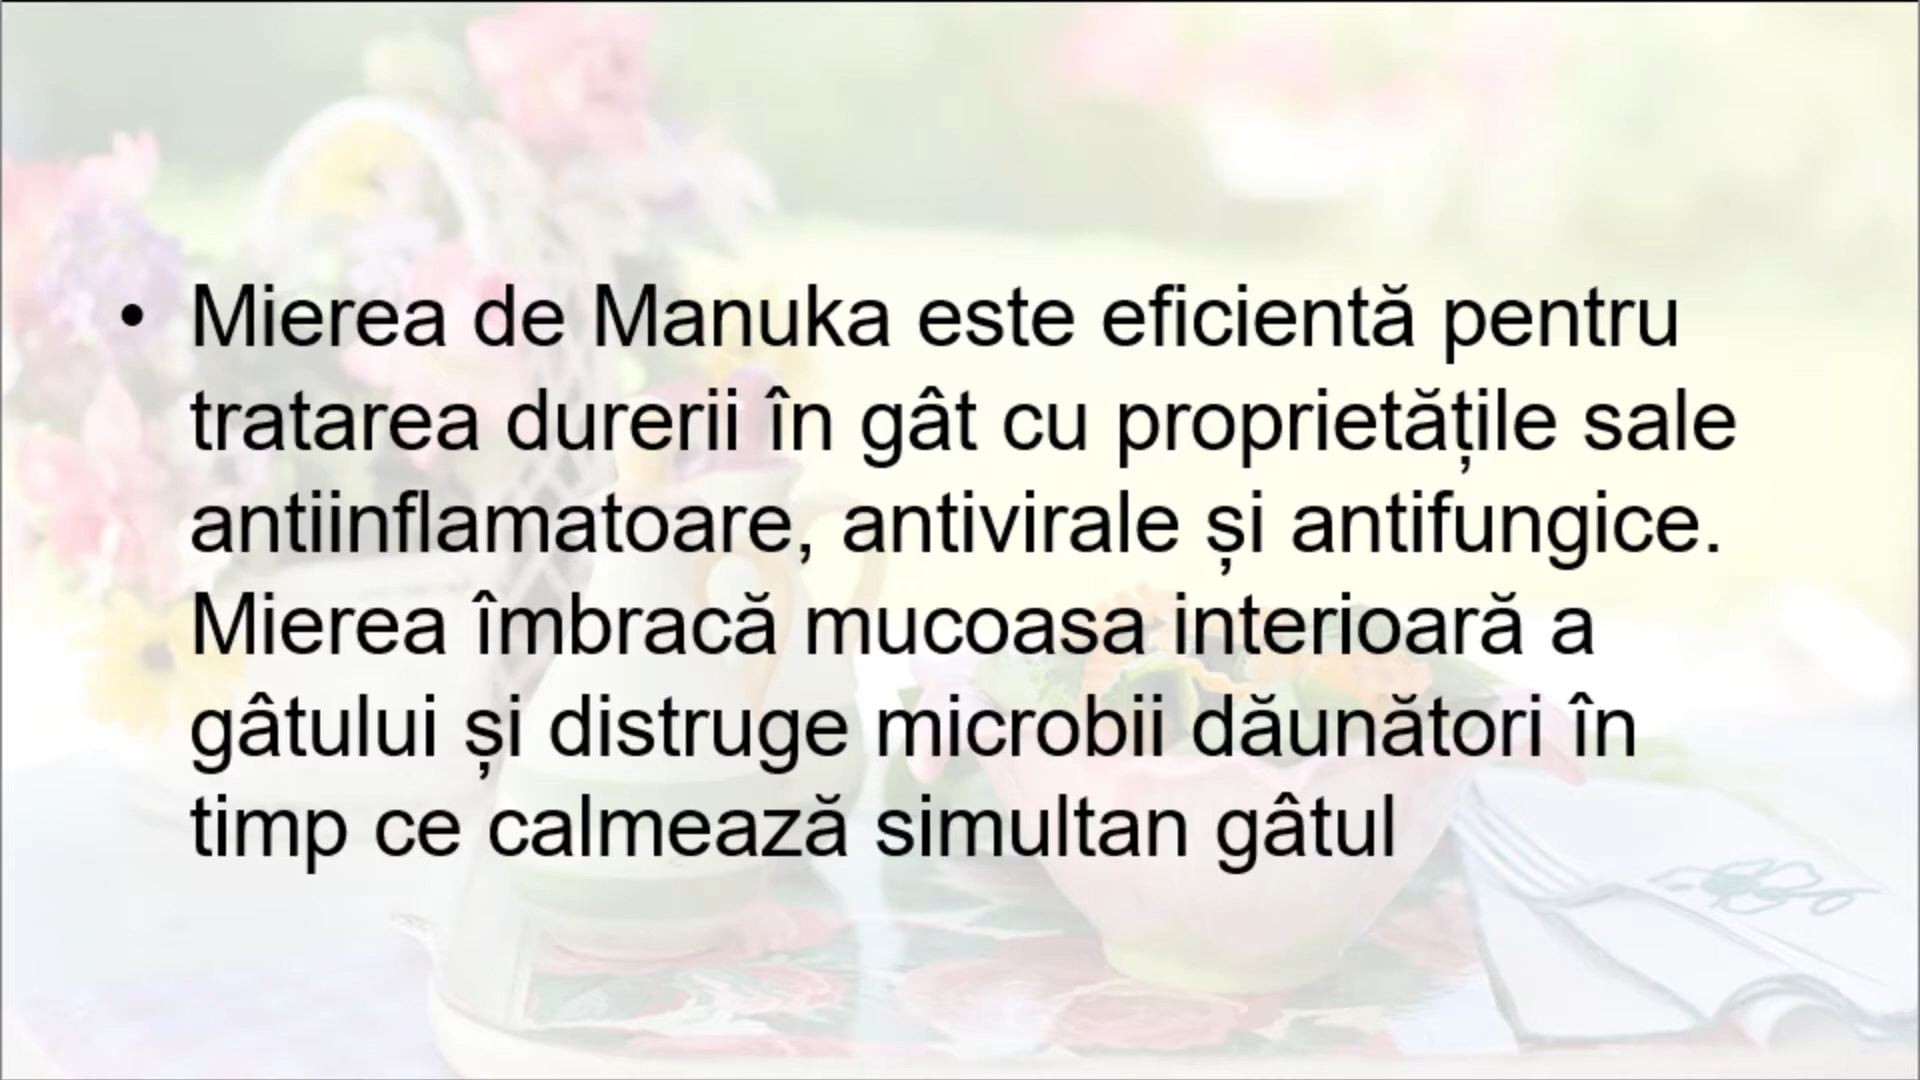 • Mierea de Manuka este eficientă pentru
tratarea durerii în gât cu proprietățile sale
antiinflamatoare, antivirale și antifungice.
Mierea îmbracă mucoasa interioară a
gâtului și distruge microbii dăunători în
timp ce calmează simultan gâtul